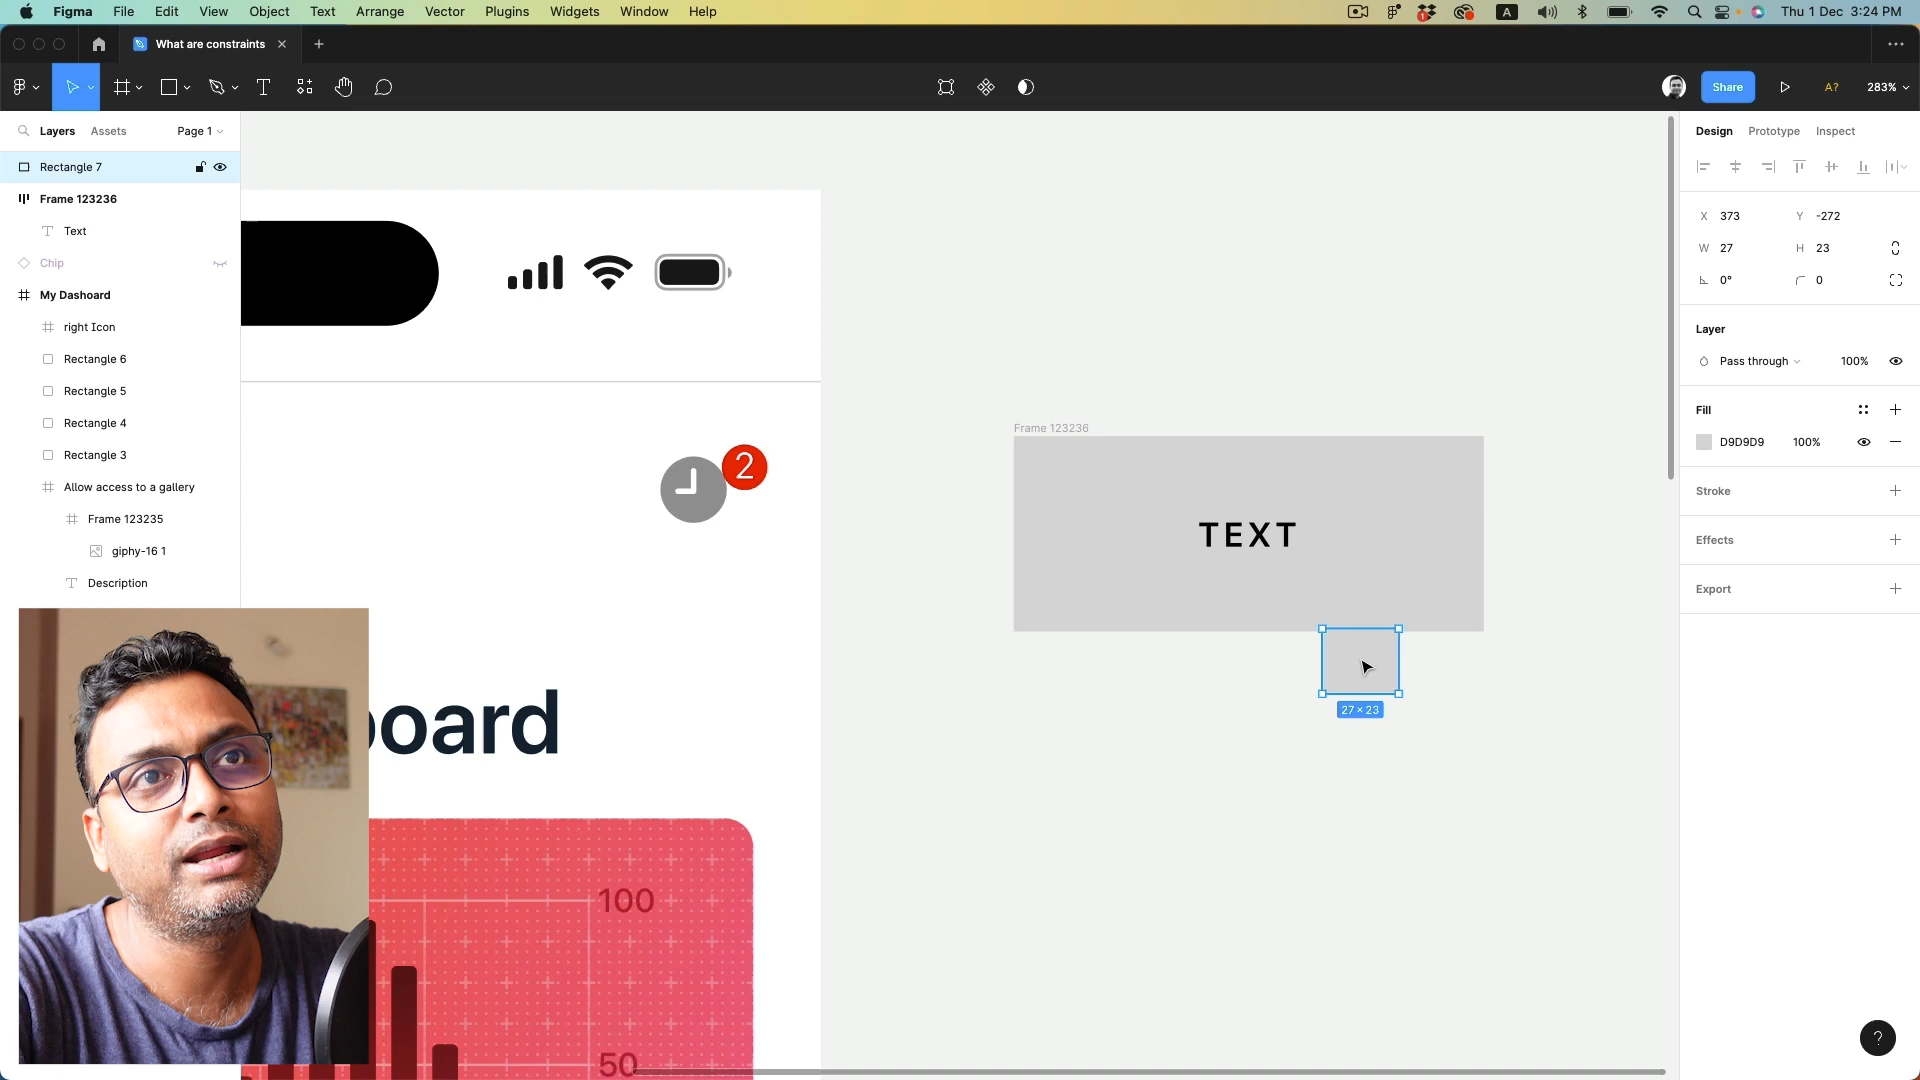 Figma File Edit View Object Text Arrange Vector Plugins Widgets Window Help
1 A Thu 1 Dec 3:24 PM
What are constraints
Share A? 283%
Layers Assets Page 1
Rectangle 7
Frame 123236
Text
Chip
My Dashoard
right Icon
Rectangle 6
Rectangle 5
Rectangle 4
Rectangle 3
Allow access to a gallery
Frame 123235
giphy-16 1
Description
2
board
100
50
Frame 123236
TEXT
27 × 23
Design Prototype Inspect
X 373 Y -272
W 27 H 23
0° 0
Layer
Pass through 100%
Fill
D9D9D9 100%
Stroke
Effects
Export
?